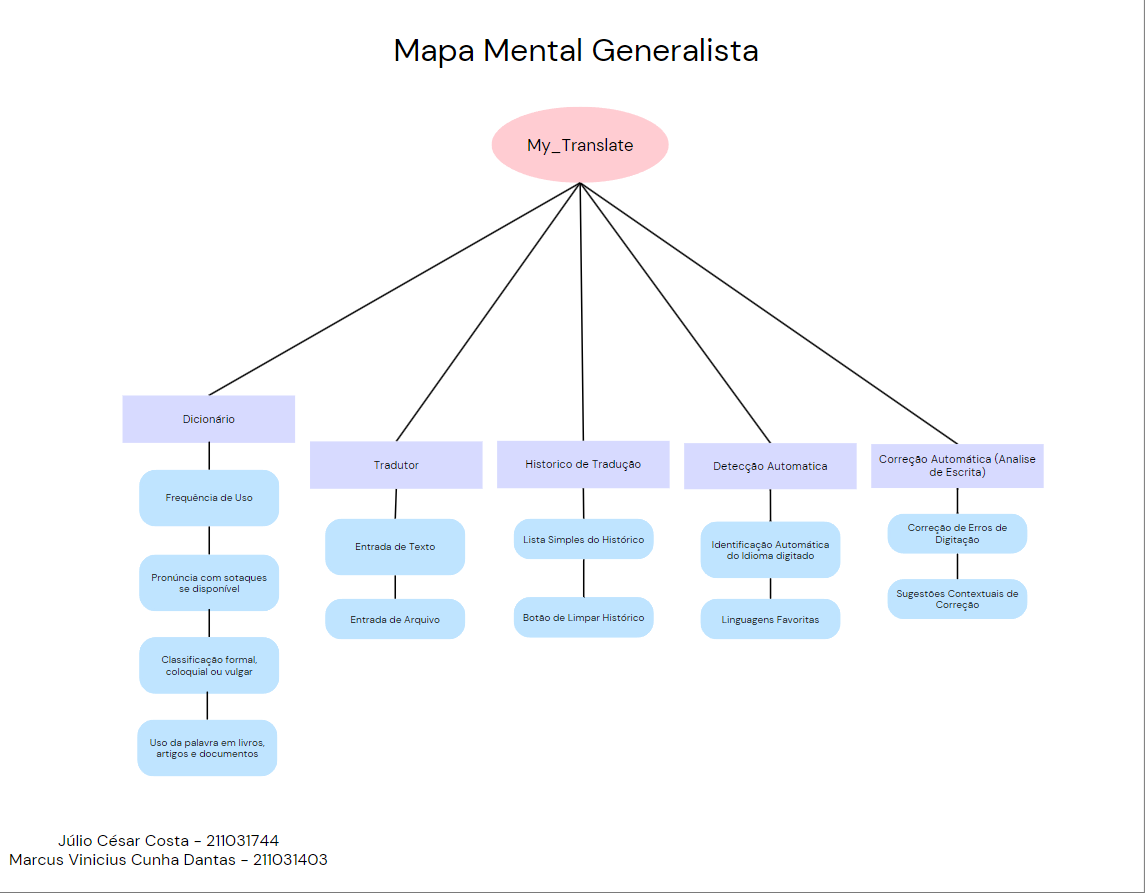 Mapa Mental Generalista
My_Translate
Dicionário
Frequência de Uso
Pronúncia com sotaques
se disponível
Classificação formal,
coloquial ou vulgar
Uso da palavra em livros,
artigos e documentos
Tradutor
Entrada de Texto
Entrada de Arquivo
Historico de Tradução
Lista Simples do Histórico
Botão de Limpar Histórico
Detecção Automatica
Identificação Automática
do Idioma digitado
Linguagens Favoritas
Correção Automática (Analise
de Escrita)
Correção de Erros de
Digitação
Sugestões Contextuais de
Correção
Júlio César Costa - 211031744
Marcus Vinicius Cunha Dantas - 211031403